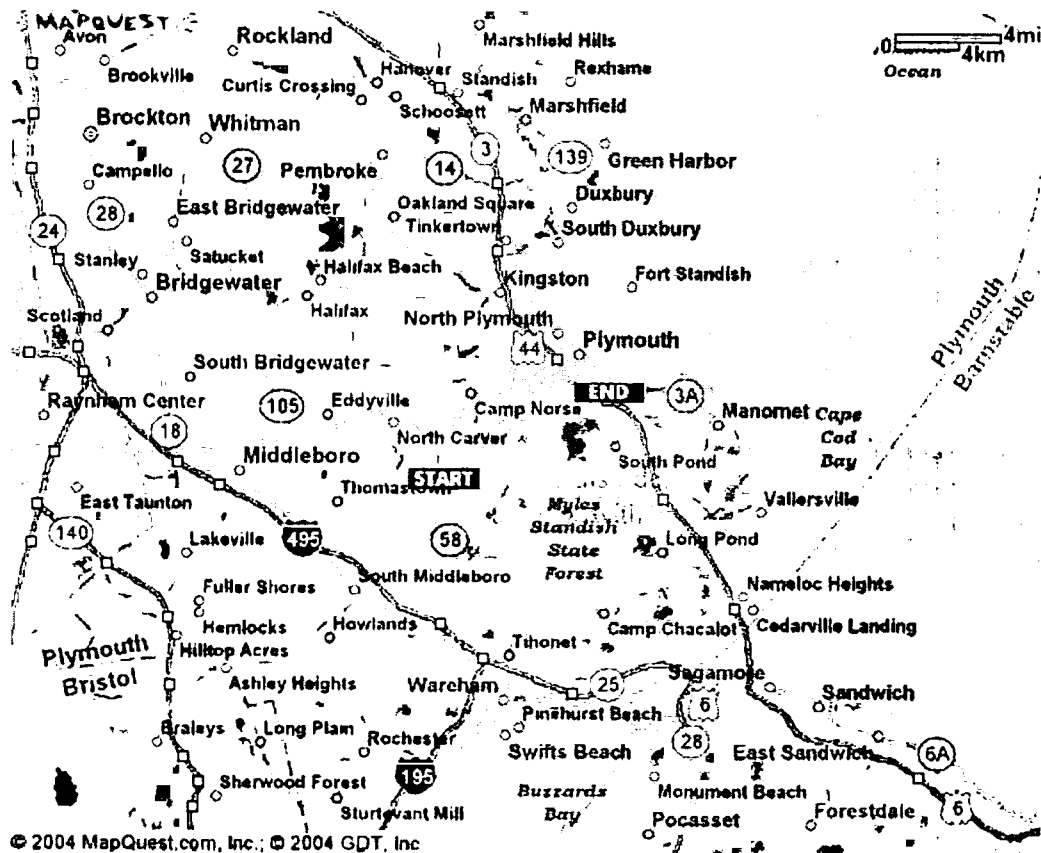 MAPQUEST
Avon
Rockland
Marshfield Hills
0
4mi
4km
Brookville
Hanover
Standish
Rexhame
Ocean
Curtis Crossing
Schoosett
Marshfield
Brockton
Whitman
3
139
Green Harbor
27
Pembroke
14
Campello
Duxbury
28
East Bridgewater
Oakland Square
Tinkertown
South Duxbury
24
Satucket
Stanley
Halifax Beach
Kingston
Fort Standish
Bridgewater
Halifax
Plymouth
Barnstable
Scotland
North Plymouth
44
Plymouth
South Bridgewater
END
3A
Raynham Center
105
Eddyville
Camp Norse
Manomet
Cape
Cod
Bay
18
North Carver
Middleboro
START
South Pond
East Taunton
Thomastown
Myles
Standish
State
Forest
Vallersville
140
495
58
Lakeville
Long Pond
South Middleboro
Fuller Shores
Nameloc Heights
Hemlocks
Howlands
Camp Chacalot
Cedarville Landing
Hilltop Acres
Tihonet
Plymouth
Bristol
Ashley Heights
Wareham
25
Sagamore
Sandwich
6
Pinehurst Beach
Braleys
Long Plain
Rochester
Swifts Beach
28
East Sandwich
6A
195
Sherwood Forest
Buzzards
Bay
Monument Beach
6
Sturtevant Mill
Pocasset
Forestdale
© 2004 MapQuest.com, Inc.; © 2004 GDT, Inc